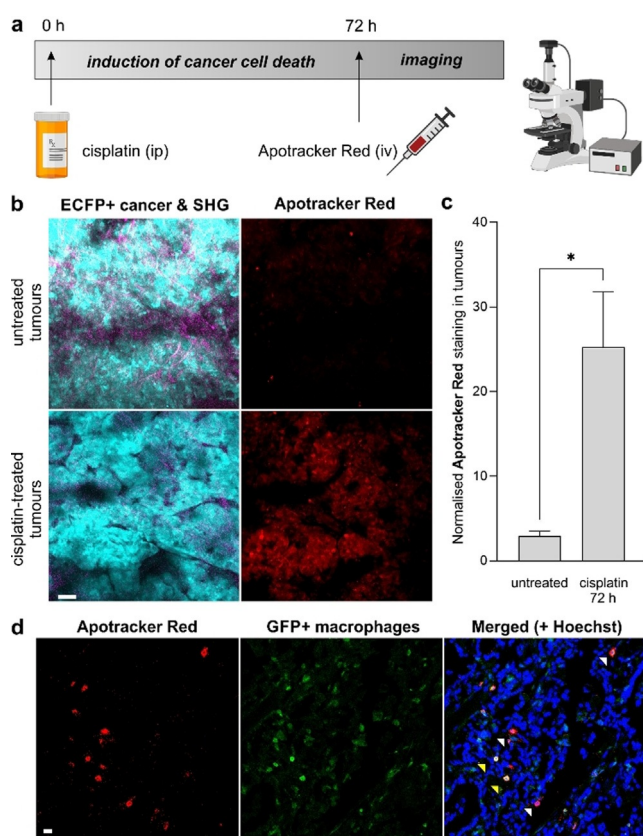 a
0 h
72 h
induction of cancer cell death
imaging
cisplatin (ip)
Apotracker Red (iv)
b
ECFP+ cancer & SHG
Apotracker Red
untreated
tumours
cisplatin-treated
tumours
c
Normalised Apotracker Red staining in tumours
40
30
20
10
0
*
untreated
cisplatin
72 h
d
Apotracker Red
GFP+ macrophages
Merged (+ Hoechst)